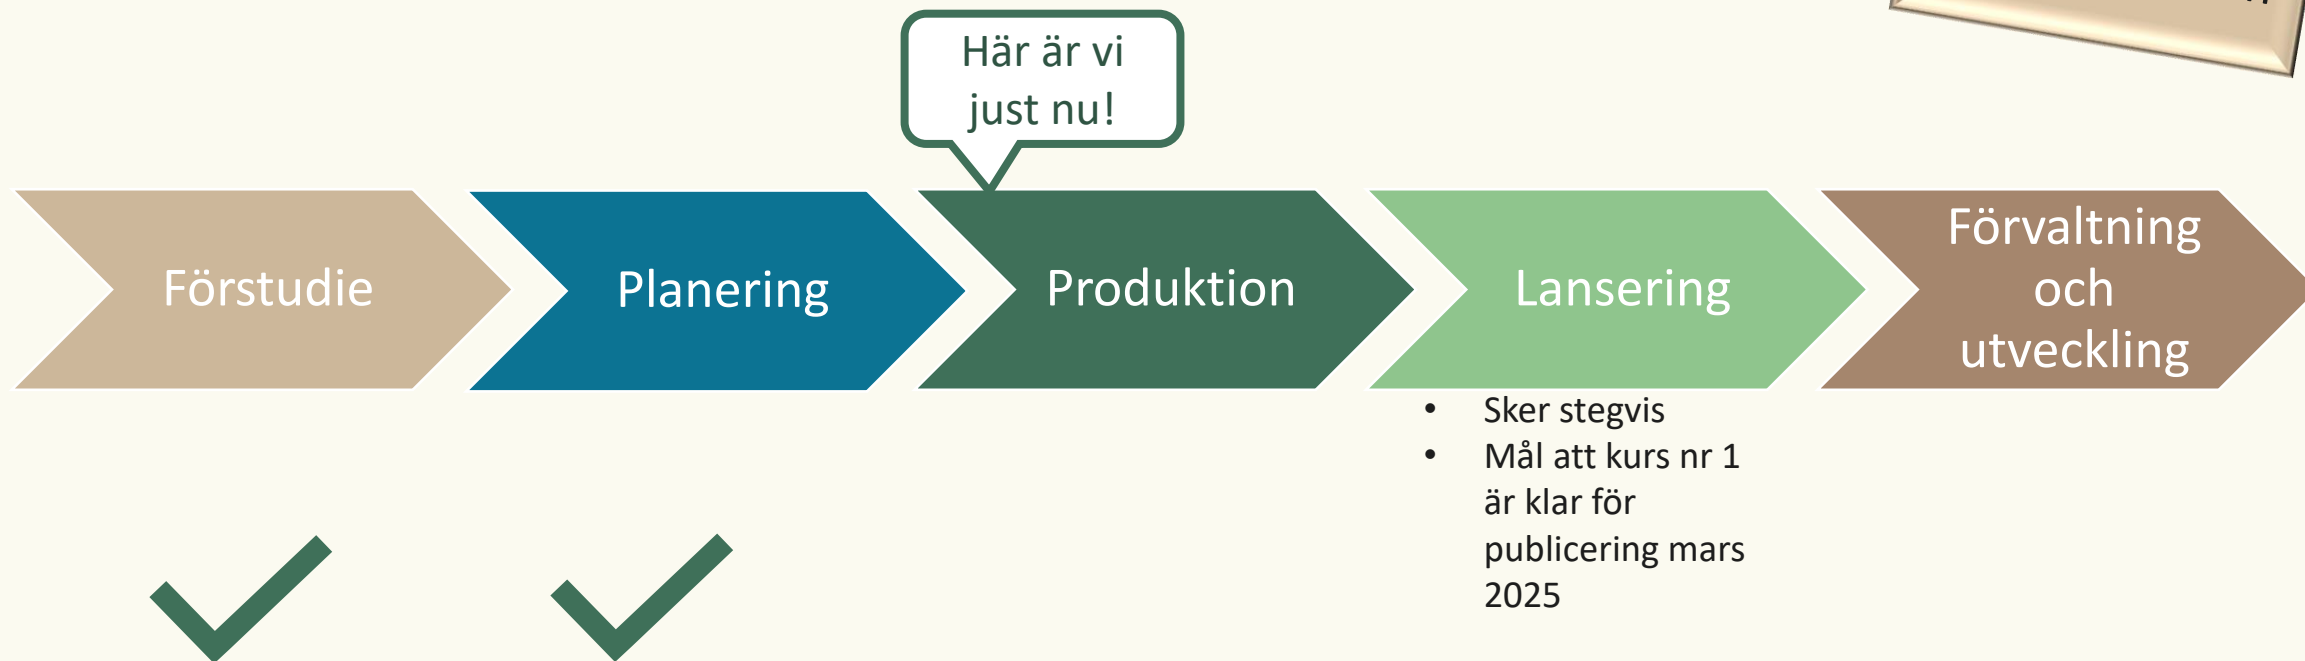 Här är vi
just nu!
Förstudie
Planering
Produktion
Lansering
Förvaltning
och
utveckling
• Sker stegvis
• Mål att kurs nr 1
är klar för
publicering mars
2025